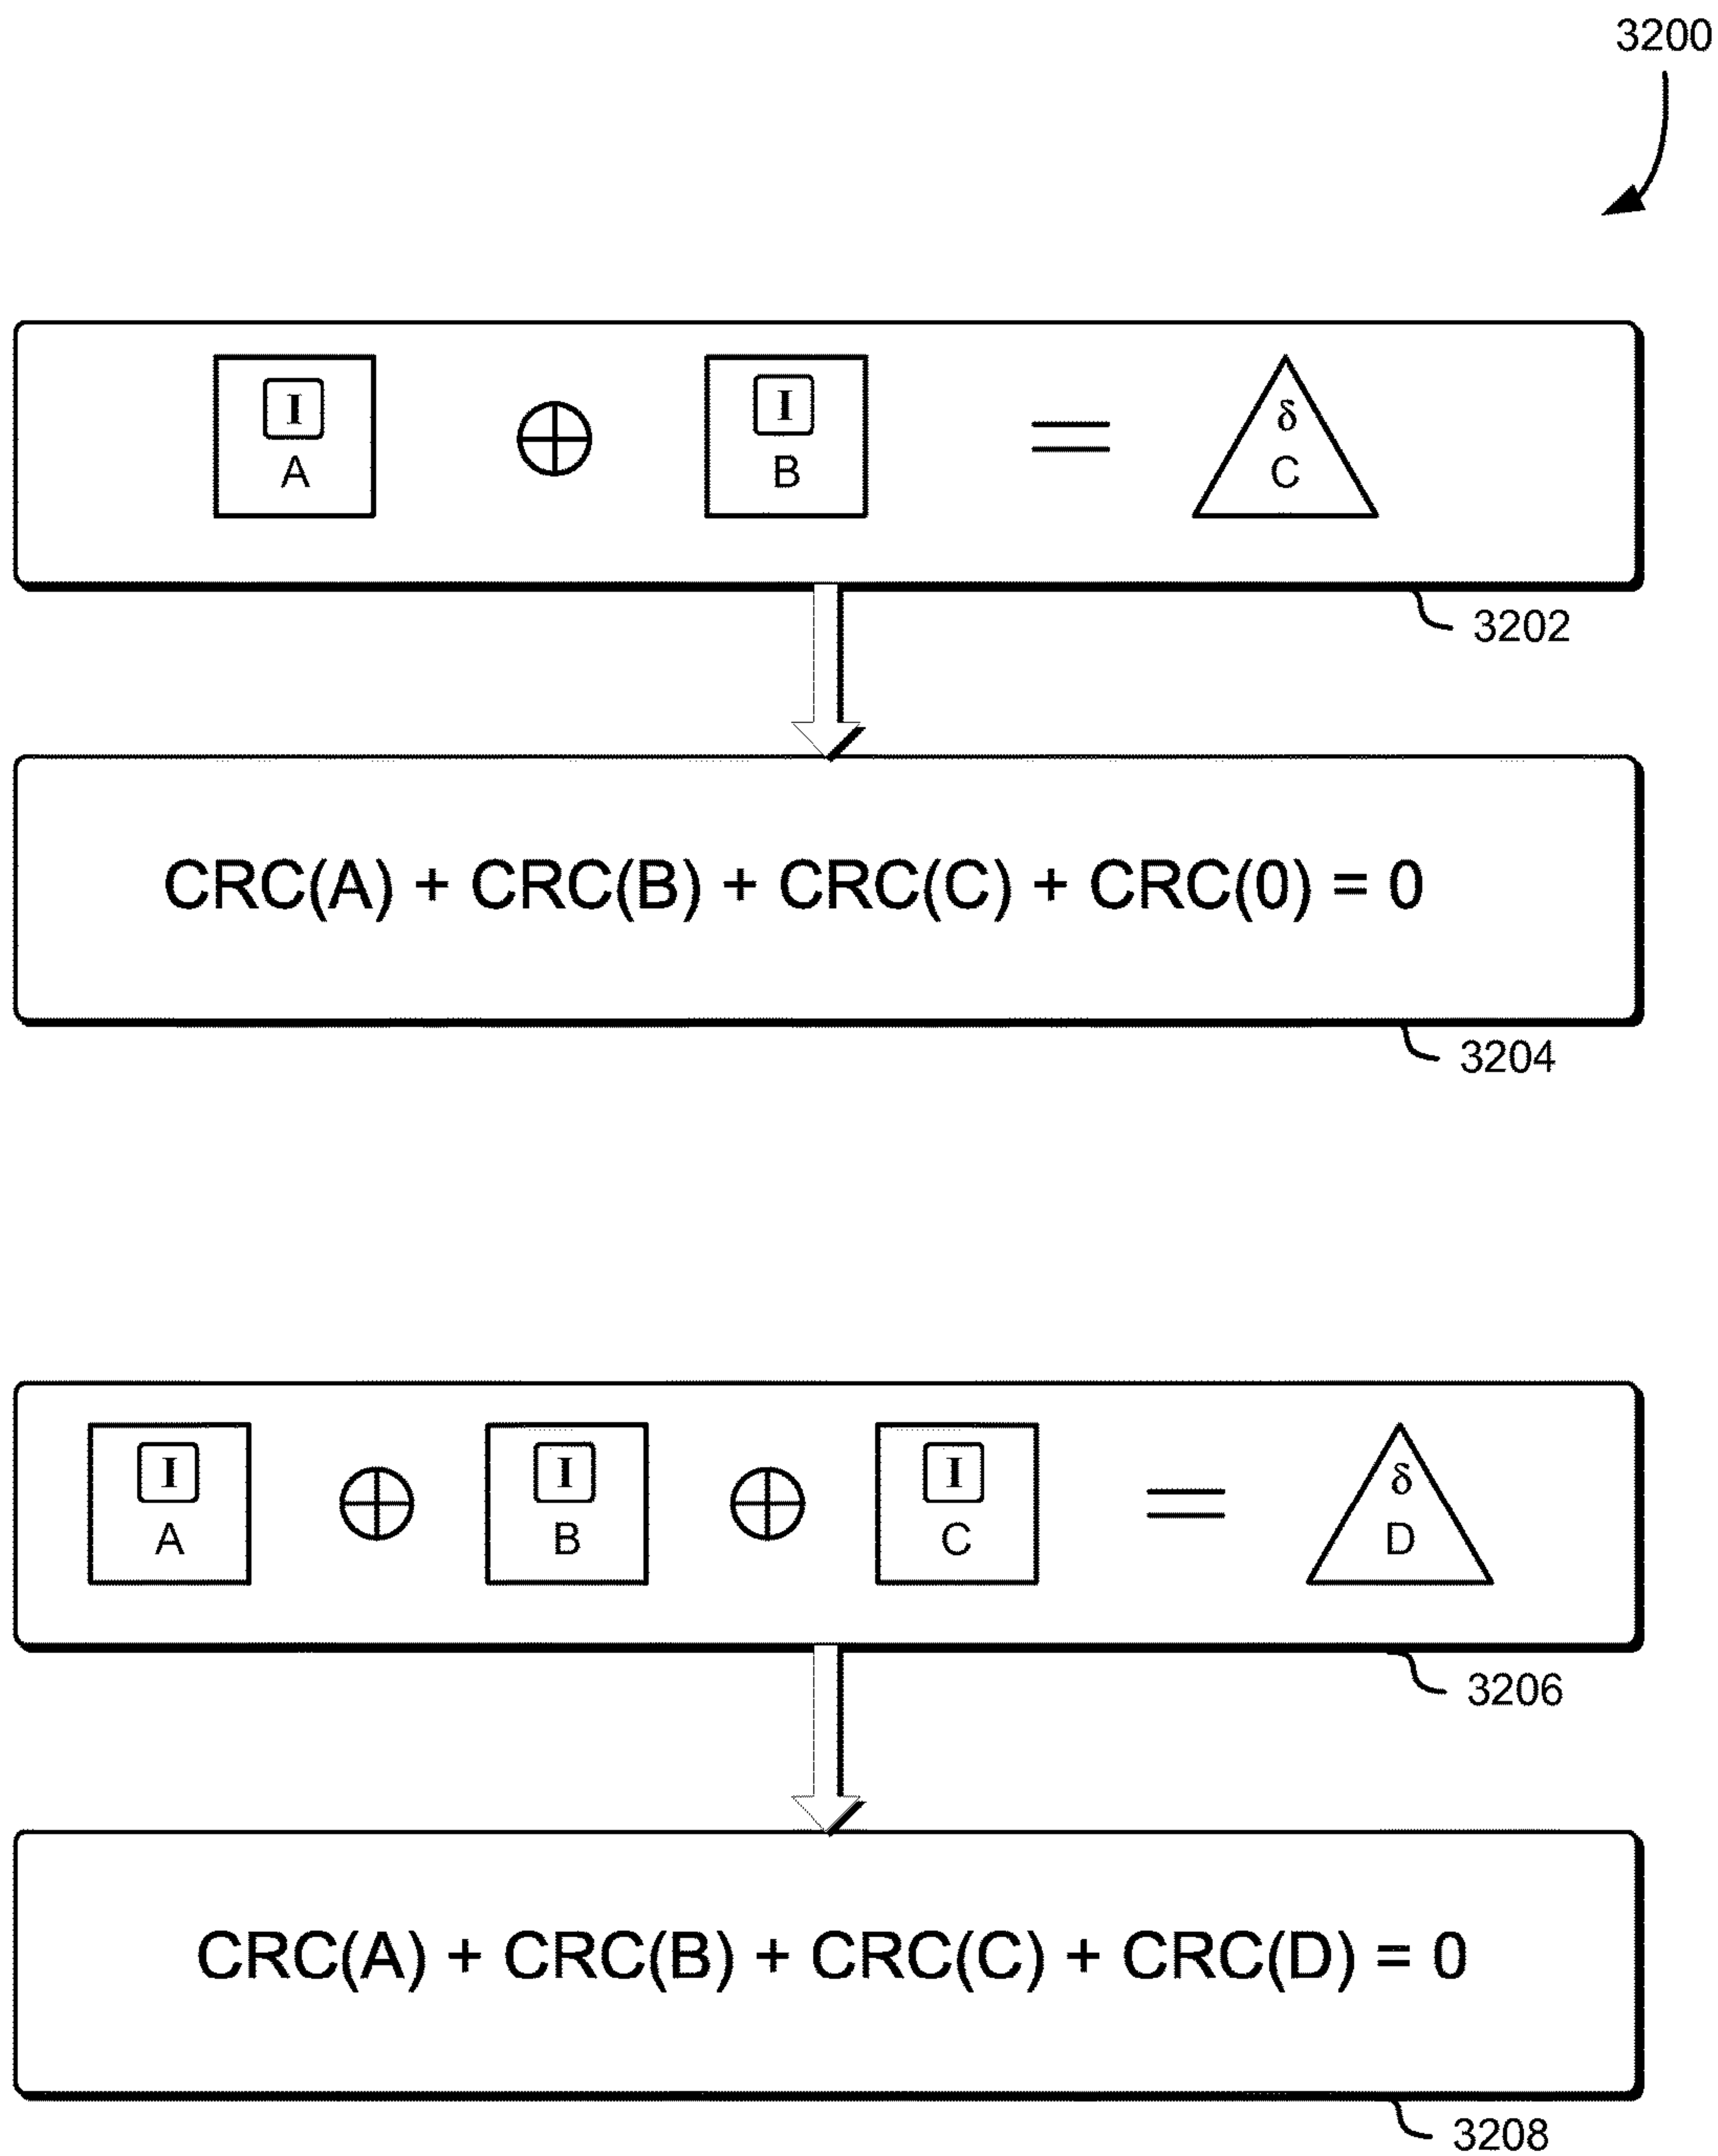 3200
I I δ
A ⊕ B = C
3202
CRC(A) + CRC(B) + CRC(C) + CRC(0) = 0
3204
I I I δ
A ⊕ B ⊕ C = D
3206
CRC(A) + CRC(B) + CRC(C) + CRC(D) = 0
3208